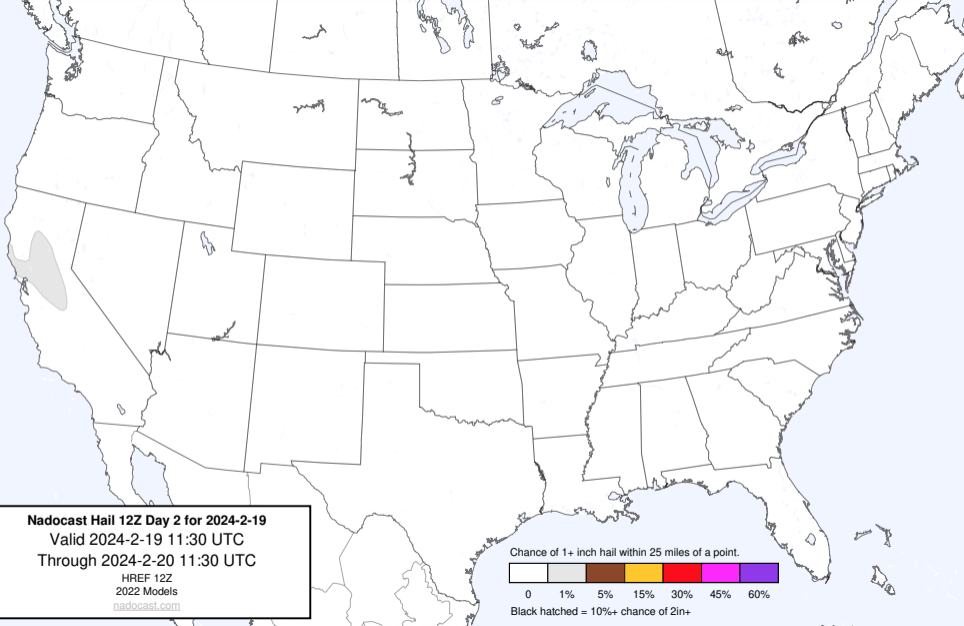 Nadocast Hail 12Z Day 2 for 2024-2-19
Valid 2024-2-19 11:30 UTC
Through 2024-2-20 11:30 UTC
HREF 12Z
2022 Models
nadocast.com
Chance of 1+ inch hail within 25 miles of a point.
0 1% 5% 15% 30% 45% 60%
Black hatched = 10%+ chance of 2in+